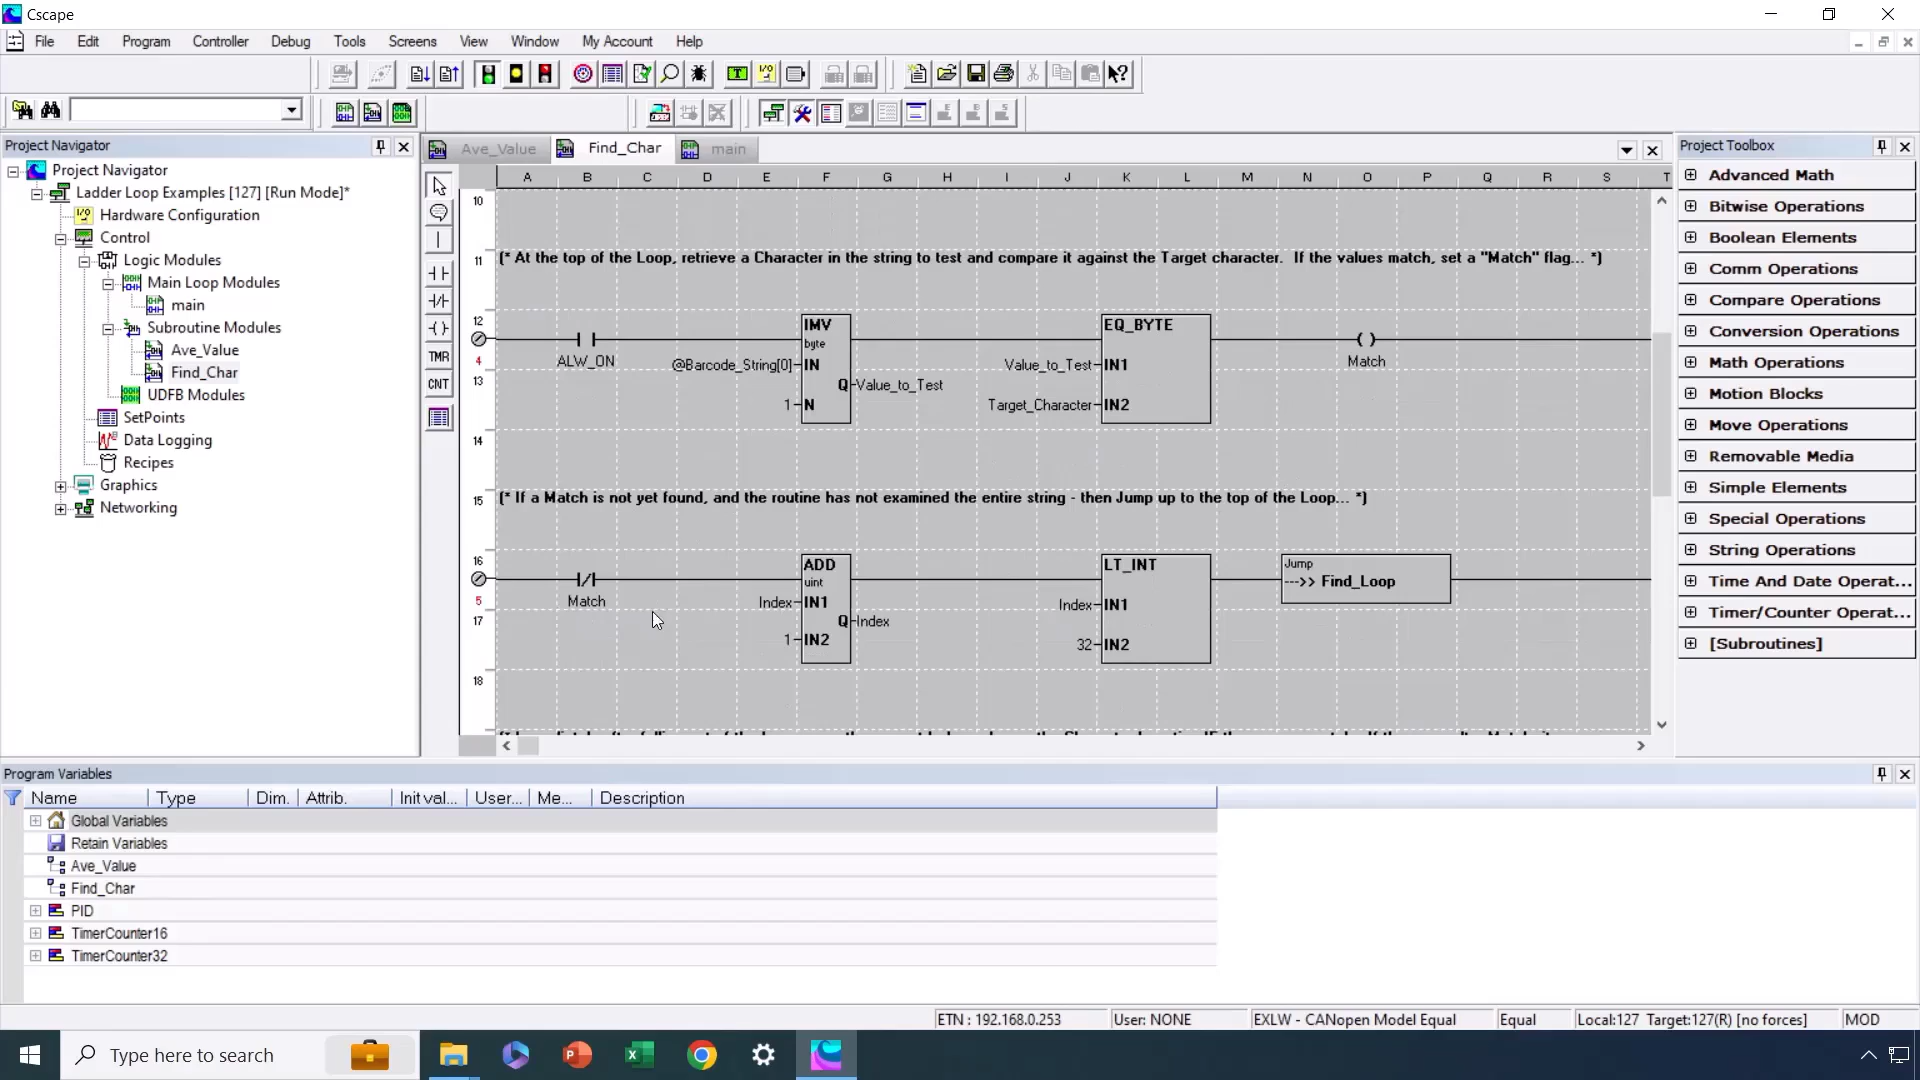 Cscape
File Edit Program Controller Debug Tools Screens View Window My Account Help
Project Navigator
Project Navigator
Ladder Loop Examples [127] [Run Mode]*
Hardware Configuration
Control
Logic Modules
Main Loop Modules
main
Subroutine Modules
Ave_Value
Find_Char
UDFB Modules
SetPoints
Data Logging
Recipes
Graphics
Networking
Ave_Value Find_Char main
A B C D E F G H I J K L M N O P Q R S T
TMR
CNT
10
11 (* At the top of the Loop, retrieve a Character in the string to test and compare it against the Target character. If the values match, set a "Match" flag... *)
12 IMV EQ_BYTE
byte
4 ALW_ON @Barcode_String[0] IN Value_to_Test IN1 Match
13 Q Value_to_Test
1 N Target_Character IN2
14
15 (* If a Match is not yet found, and the routine has not examined the entire string - then Jump up to the top of the Loop... *)
16 ADD LT_INT Jump
uint --->> Find_Loop
5 Match Index IN1 Index IN1
17 Q Index
1 IN2 32 IN2
18
Project Toolbox
Advanced Math
Bitwise Operations
Boolean Elements
Comm Operations
Compare Operations
Conversion Operations
Math Operations
Motion Blocks
Move Operations
Removable Media
Simple Elements
Special Operations
String Operations
Time And Date Operat...
Timer/Counter Operat...
[Subroutines]
Program Variables
Name Type Dim. Attrib. Init val... User... Me... Description
Global Variables
Retain Variables
Ave_Value
Find_Char
PID
TimerCounter16
TimerCounter32
ETN : 192.168.0.253 User: NONE EXLW - CANopen Model Equal Equal Local:127 Target:127(R) [no forces] MOD
Type here to search